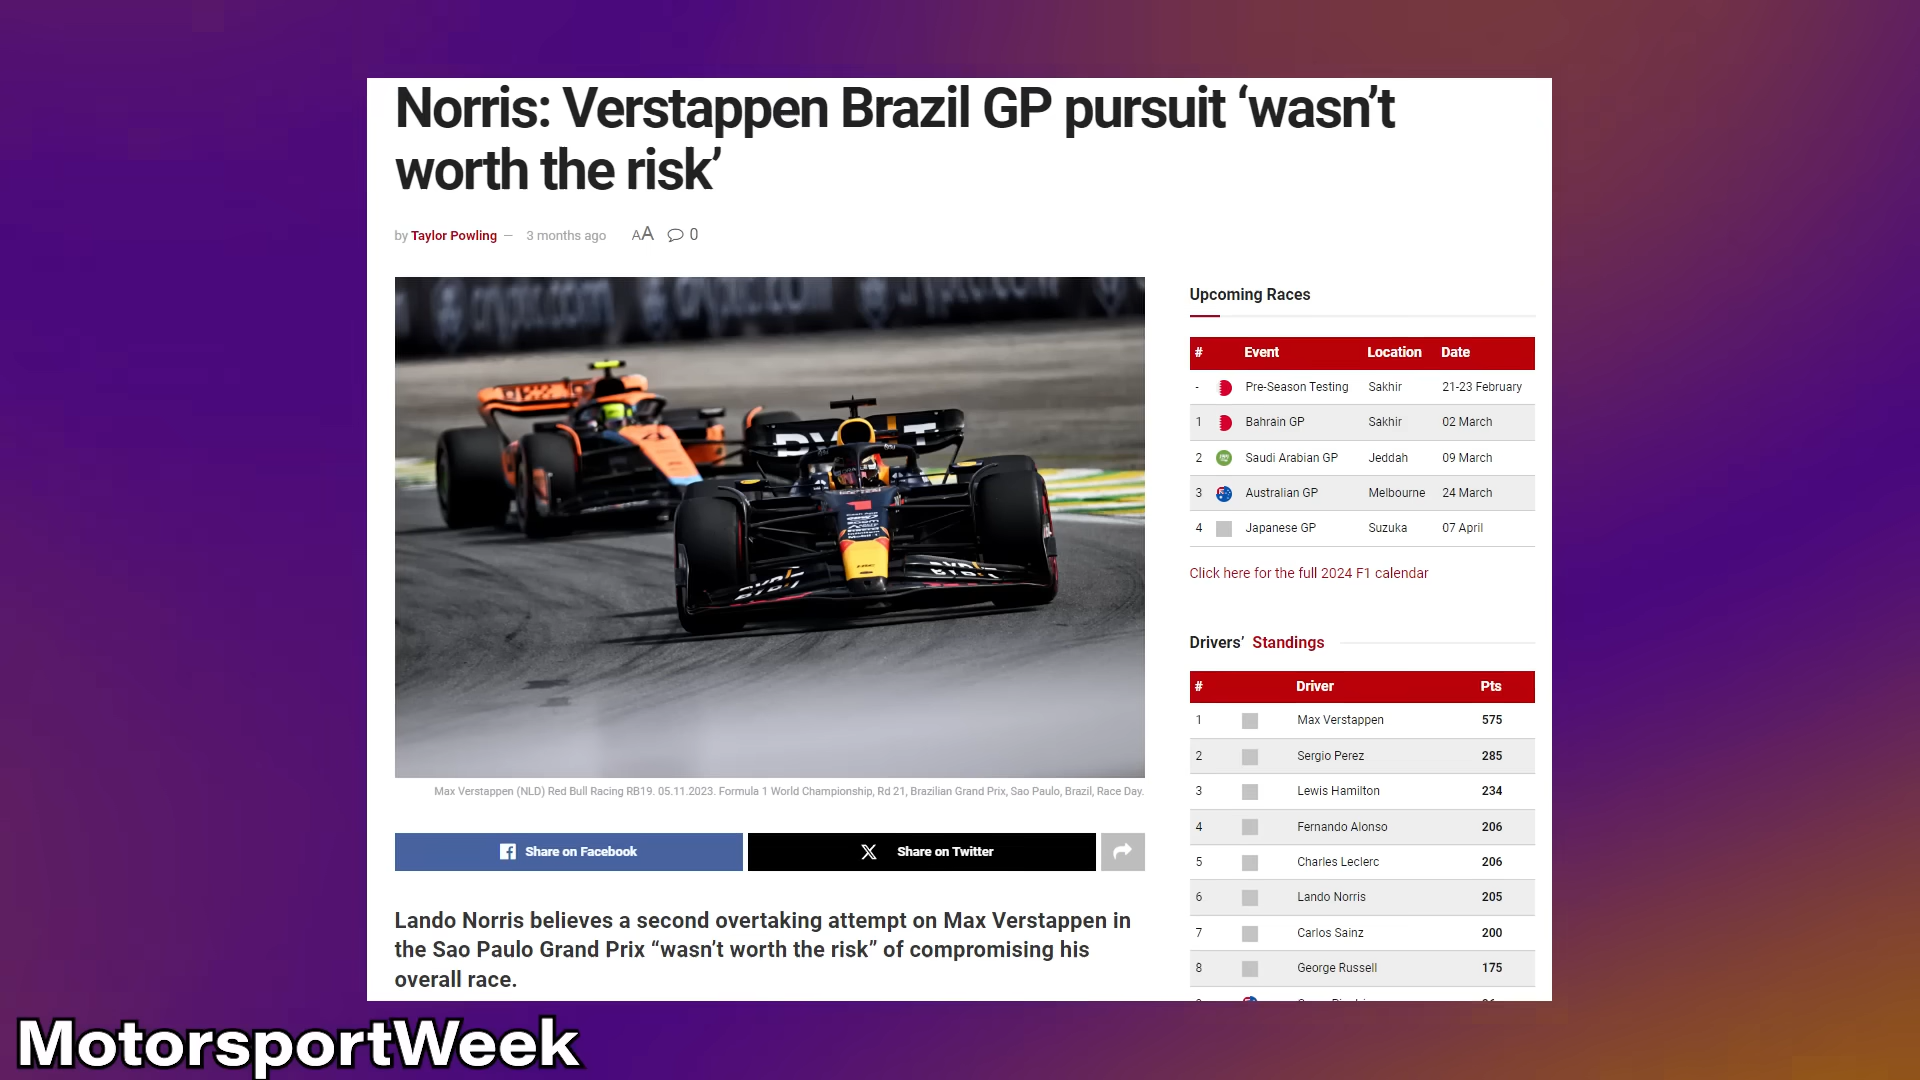 Norris: Verstappen Brazil GP pursuit ‘wasn’t
worth the risk’
by Taylor Powling — 3 months ago AA 0
Max Verstappen (NLD) Red Bull Racing RB19. 05.11.2023. Formula 1 World Championship, Rd 21, Brazilian Grand Prix, Sao Paulo, Brazil, Race Day.
Share on Facebook
Share on Twitter
Lando Norris believes a second overtaking attempt on Max Verstappen in
the Sao Paulo Grand Prix “wasn’t worth the risk” of compromising his
overall race.
Upcoming Races
# Event Location Date
- Pre-Season Testing Sakhir 21-23 February
1 Bahrain GP Sakhir 02 March
2 Saudi Arabian GP Jeddah 09 March
3 Australian GP Melbourne 24 March
4 Japanese GP Suzuka 07 April
Click here for the full 2024 F1 calendar
Drivers’ Standings
# Driver Pts
1 Max Verstappen 575
2 Sergio Perez 285
3 Lewis Hamilton 234
4 Fernando Alonso 206
5 Charles Leclerc 206
6 Lando Norris 205
7 Carlos Sainz 200
8 George Russell 175
MotorsportWeek